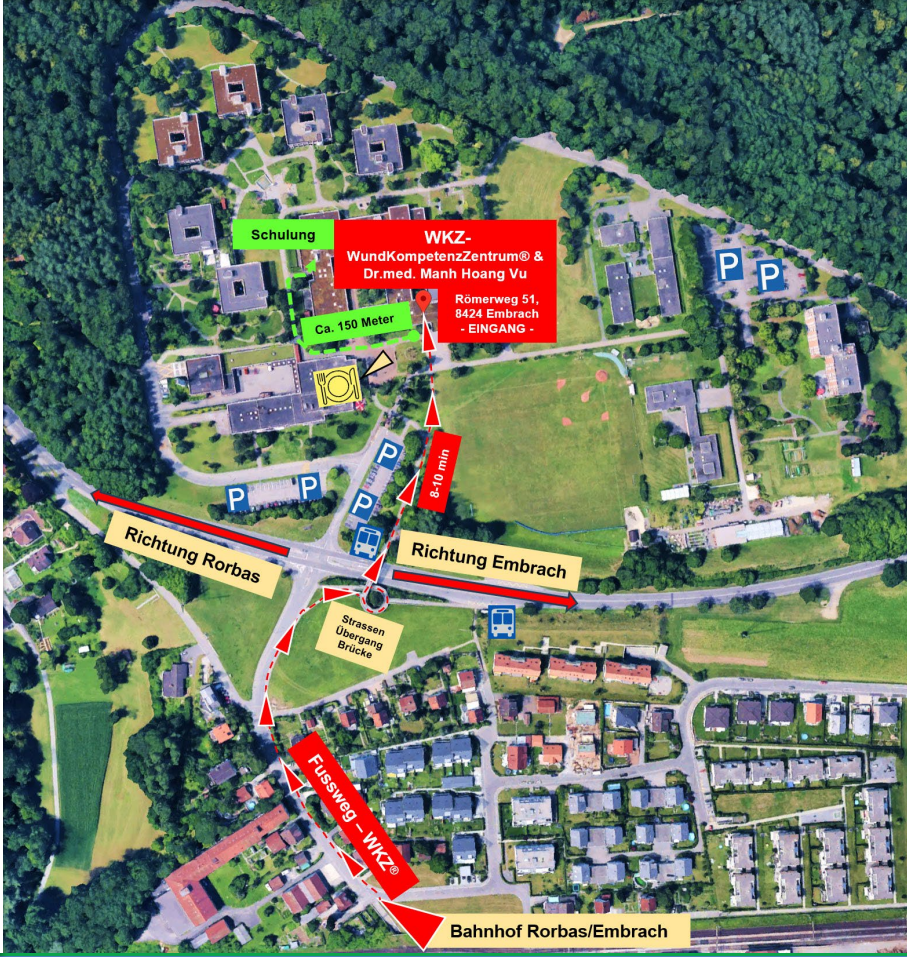 Schulung
WKZ-
WundKompetenzZentrum® &
Dr.med. Manh Hoang Vu
Römerweg 51,
8424 Embrach
- EINGANG -
Ca. 150 Meter
P
P
8-10 min
P
P
P
P
Richtung Rorbas
Richtung Embrach
Strassen
Übergang
Brücke
Fussweg – WKZ®
Bahnhof Rorbas/Embrach